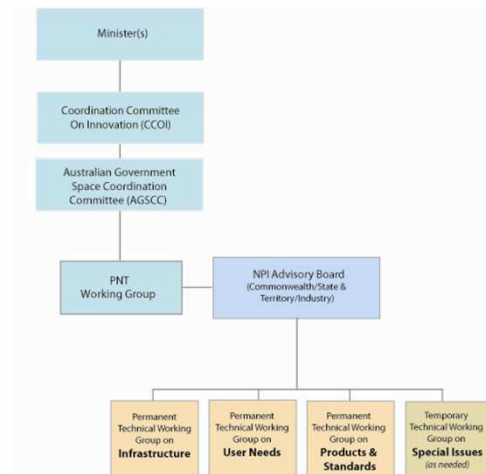 Minister(s)
Coordination Committee
On Innovation (CCOI)
Australian Government
Space Coordination
Committee (AGSCC)
PNT
Working Group
NPI Advisory Board
(Commonwealth/State &
Territory/Industry)
Permanent
Technical Working
Group on
Infrastructure
Permanent
Technical Working
Group on
User Needs
Permanent
Technical Working
Group on
Products &
Standards
Temporary
Technical Working
Group on
Special Issues
(as needed)